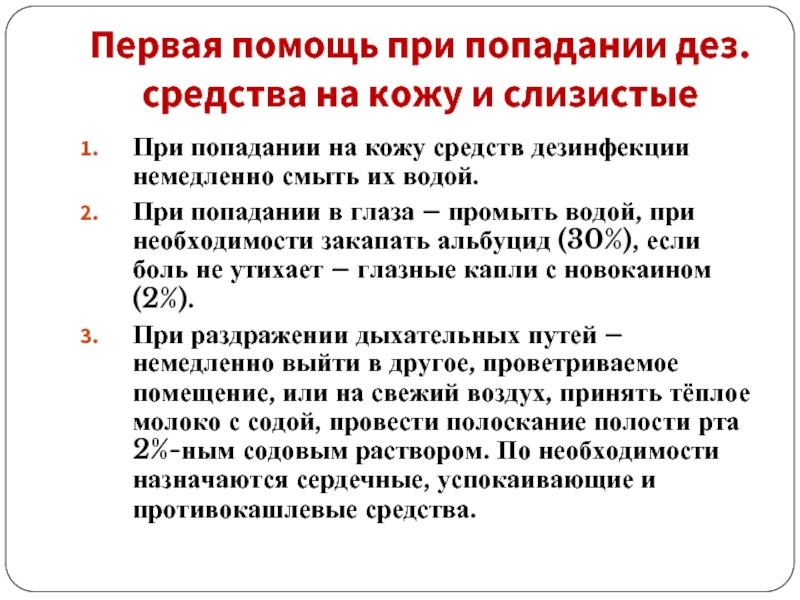 Первая помощь при попадании дез.
средства на кожу и слизистые
1. При попадании на кожу средств дезинфекции
немедленно смыть их водой.
2. При попадании в глаза – промыть водой, при
необходимости закапать альбуцид (30%), если
боль не утихает – глазные капли с новокаином
(2%).
3. При раздражении дыхательных путей –
немедленно выйти в другое, проветриваемое
помещение, или на свежий воздух, принять тёплое
молоко с содой, провести полоскание полости рта
2%-ным содовым раствором. По необходимости
назначаются сердечные, успокаивающие и
противокашлевые средства.